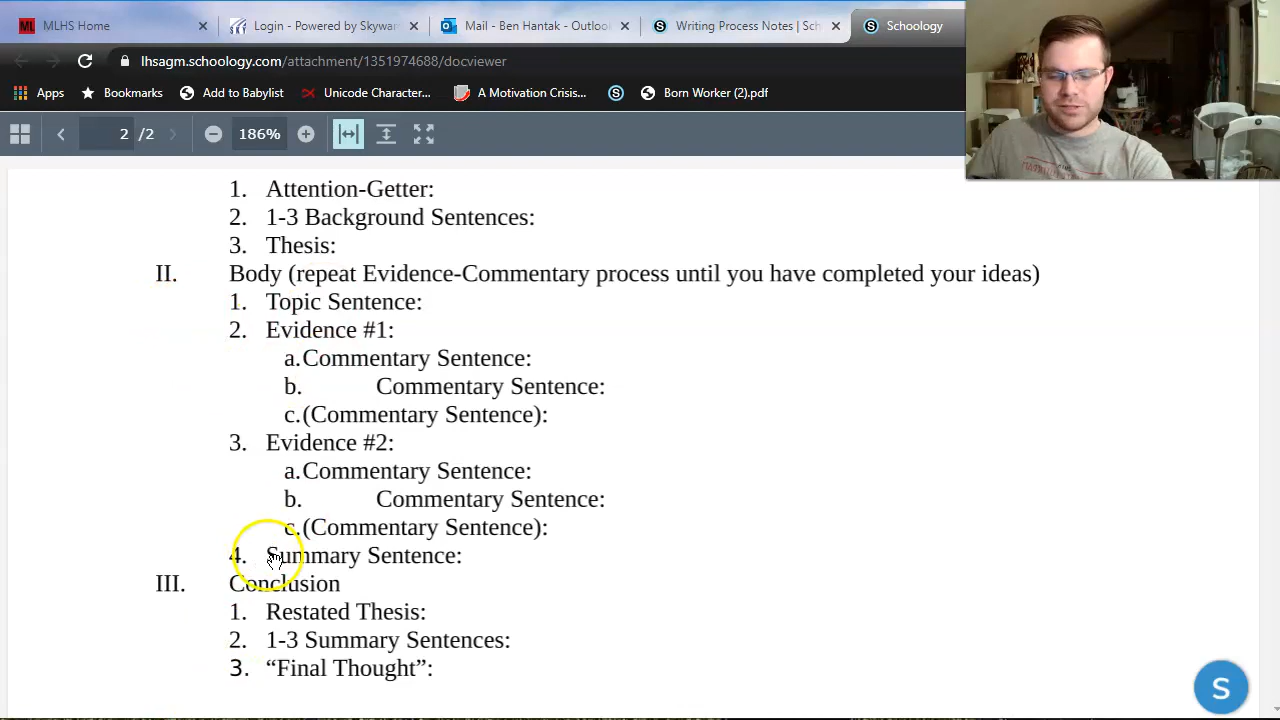 MLHS Home
Login - Powered by Skywar
Mail - Ben Hantak - Outlook
Writing Process Notes | Sch
Schoology
lhsagm.schoology.com/attachment/1351974688/docviewer
Apps
Bookmarks
Add to Babylist
Unicode Character...
A Motivation Crisis...
Born Worker (2).pdf
2 /2
186%
1. Attention-Getter:
2. 1-3 Background Sentences:
3. Thesis:
II. Body (repeat Evidence-Commentary process until you have completed your ideas)
1. Topic Sentence:
2. Evidence #1:
a. Commentary Sentence:
b. Commentary Sentence:
c. (Commentary Sentence):
3. Evidence #2:
a. Commentary Sentence:
b. Commentary Sentence:
c. (Commentary Sentence):
4. Summary Sentence:
III. Conclusion
1. Restated Thesis:
2. 1-3 Summary Sentences:
3. “Final Thought”:
S